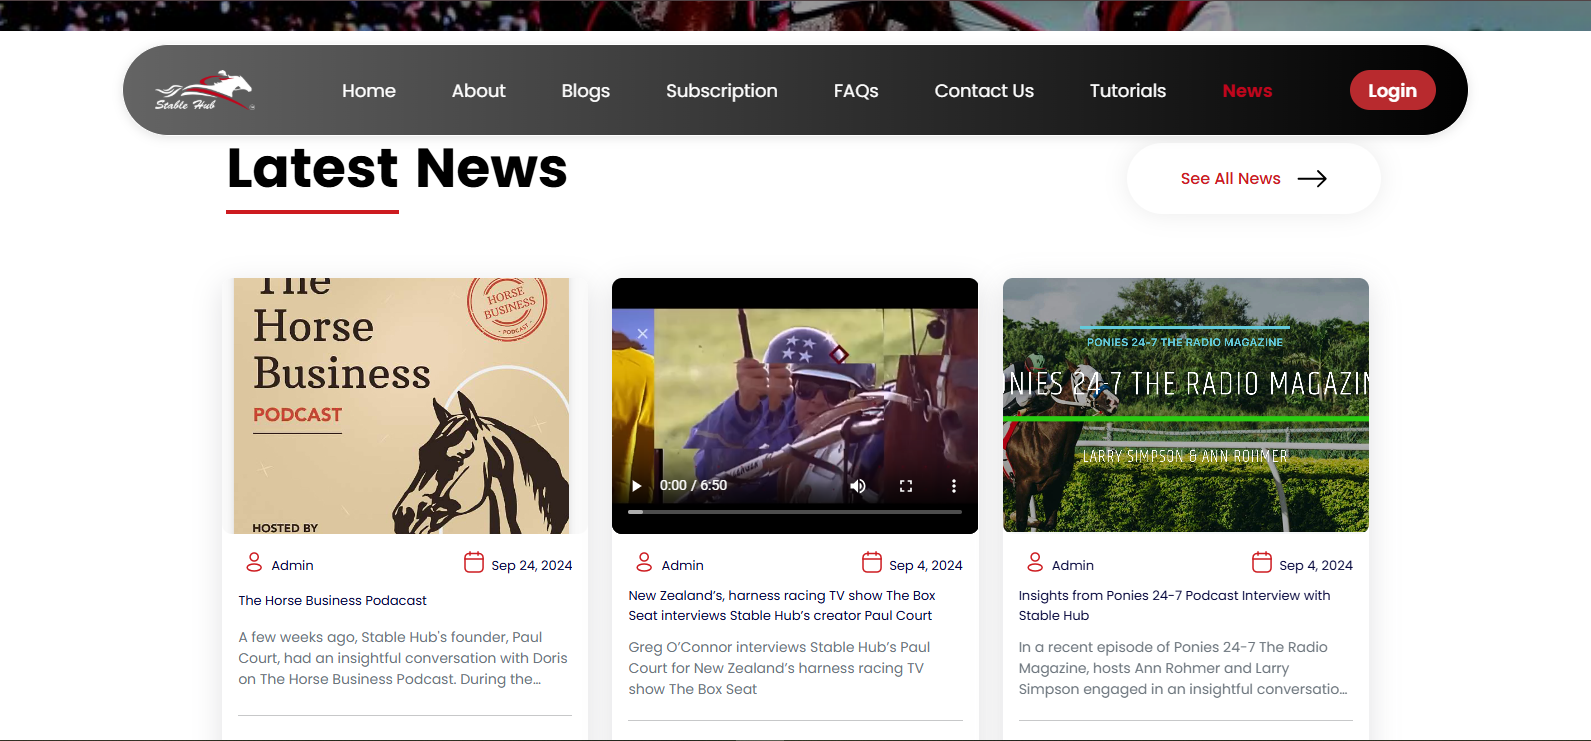 Stable Hub
Home
About
Blogs
Subscription
FAQs
Contact Us
Tutorials
News
Login
Latest News
See All News
The
Horse
Business
PODCAST
HORSE
BUSINESS
PODCAST
HOSTED BY
0:00 / 6:50
PONIES 24-7 THE RADIO MAGAZINE
NIES 24-7 THE RADIO MAGAZIN
LARRY SIMPSON & ANN ROHMER
Admin
Sep 24, 2024
The Horse Business Podacast
A few weeks ago, Stable Hub's founder, Paul
Court, had an insightful conversation with Doris
on The Horse Business Podcast. During the...
Admin
Sep 4, 2024
New Zealand’s, harness racing TV show The Box
Seat interviews Stable Hub’s creator Paul Court
Greg O’Connor interviews Stable Hub’s Paul
Court for New Zealand’s harness racing TV
show The Box Seat
Admin
Sep 4, 2024
Insights from Ponies 24-7 Podcast Interview with
Stable Hub
In a recent episode of Ponies 24-7 The Radio
Magazine, hosts Ann Rohmer and Larry
Simpson engaged in an insightful conversatio...